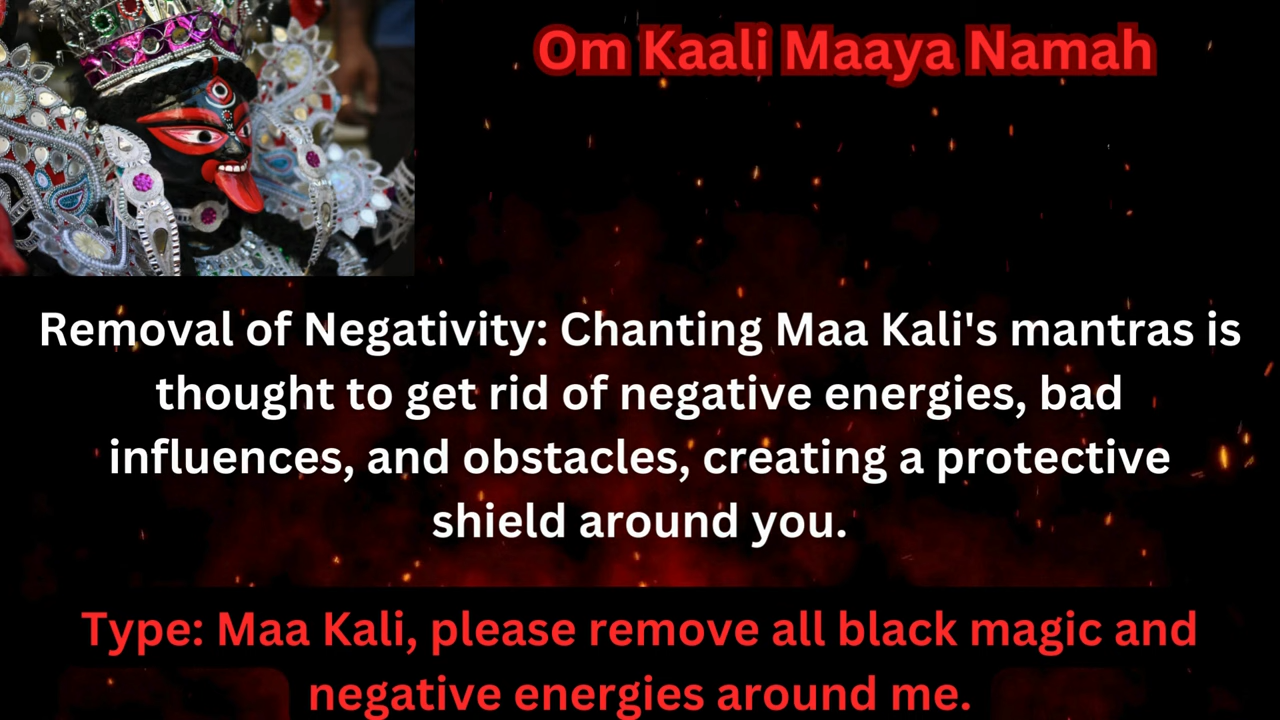 Om Kaali Maaya Namah
Removal of Negativity: Chanting Maa Kali's mantras is
thought to get rid of negative energies, bad
influences, and obstacles, creating a protective
shield around you.
Type: Maa Kali, please remove all black magic and
negative energies around me.